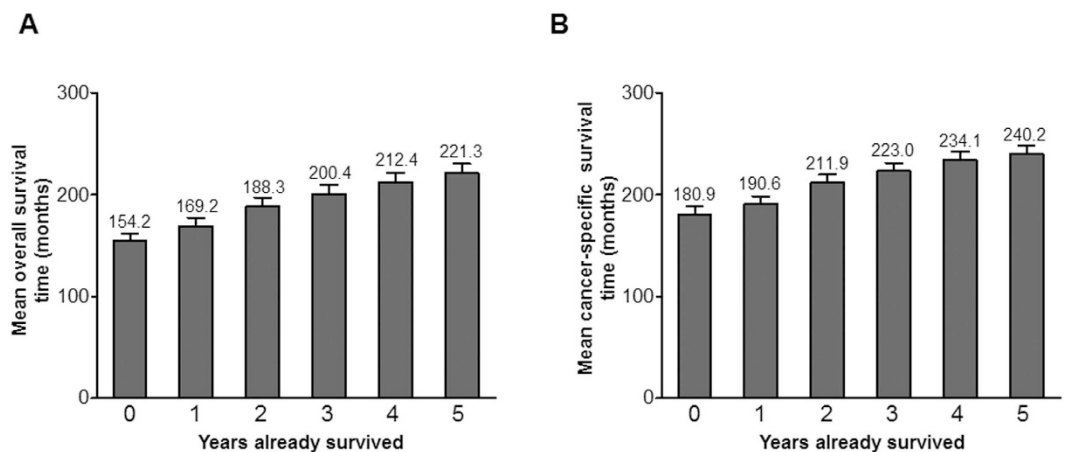 A
Mean overall survival
time (months)
300
200
100
0
154.2
169.2
188.3
200.4
212.4
221.3
0 1 2 3 4 5
Years already survived
B
Mean cancer-specific survival
time (months)
300
200
100
0
180.9
190.6
211.9
223.0
234.1
240.2
0 1 2 3 4 5
Years already survived